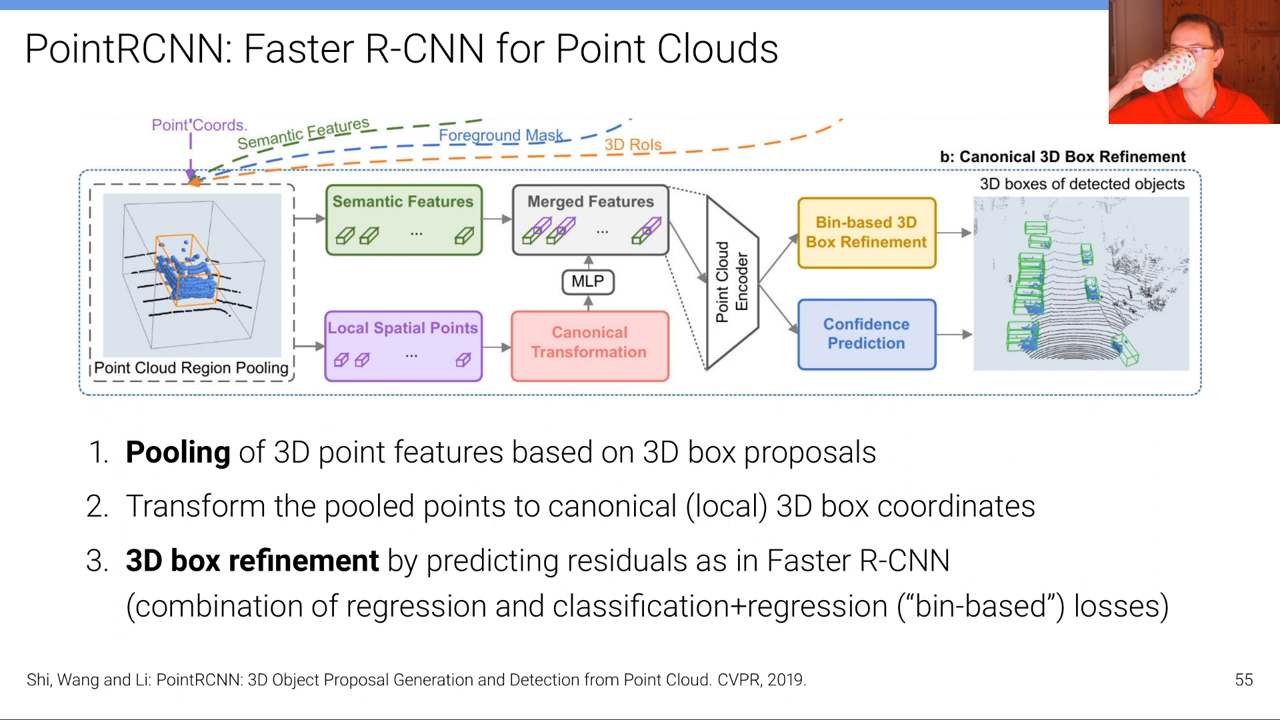 PointRCNN: Faster R-CNN for Point Clouds
Point Coords.
Semantic Features
Foreground Mask
3D RoIs
b: Canonical 3D Box Refinement
3D boxes of detected objects
Semantic Features
...
Merged Features
...
Point Cloud Encoder
Bin-based 3D
Box Refinement
MLP
Local Spatial Points
...
Canonical
Transformation
Confidence
Prediction
Point Cloud Region Pooling
1. Pooling of 3D point features based on 3D box proposals
2. Transform the pooled points to canonical (local) 3D box coordinates
3. 3D box refinement by predicting residuals as in Faster R-CNN
(combination of regression and classification+regression (“bin-based”) losses)
Shi, Wang and Li: PointRCNN: 3D Object Proposal Generation and Detection from Point Cloud. CVPR, 2019.
55